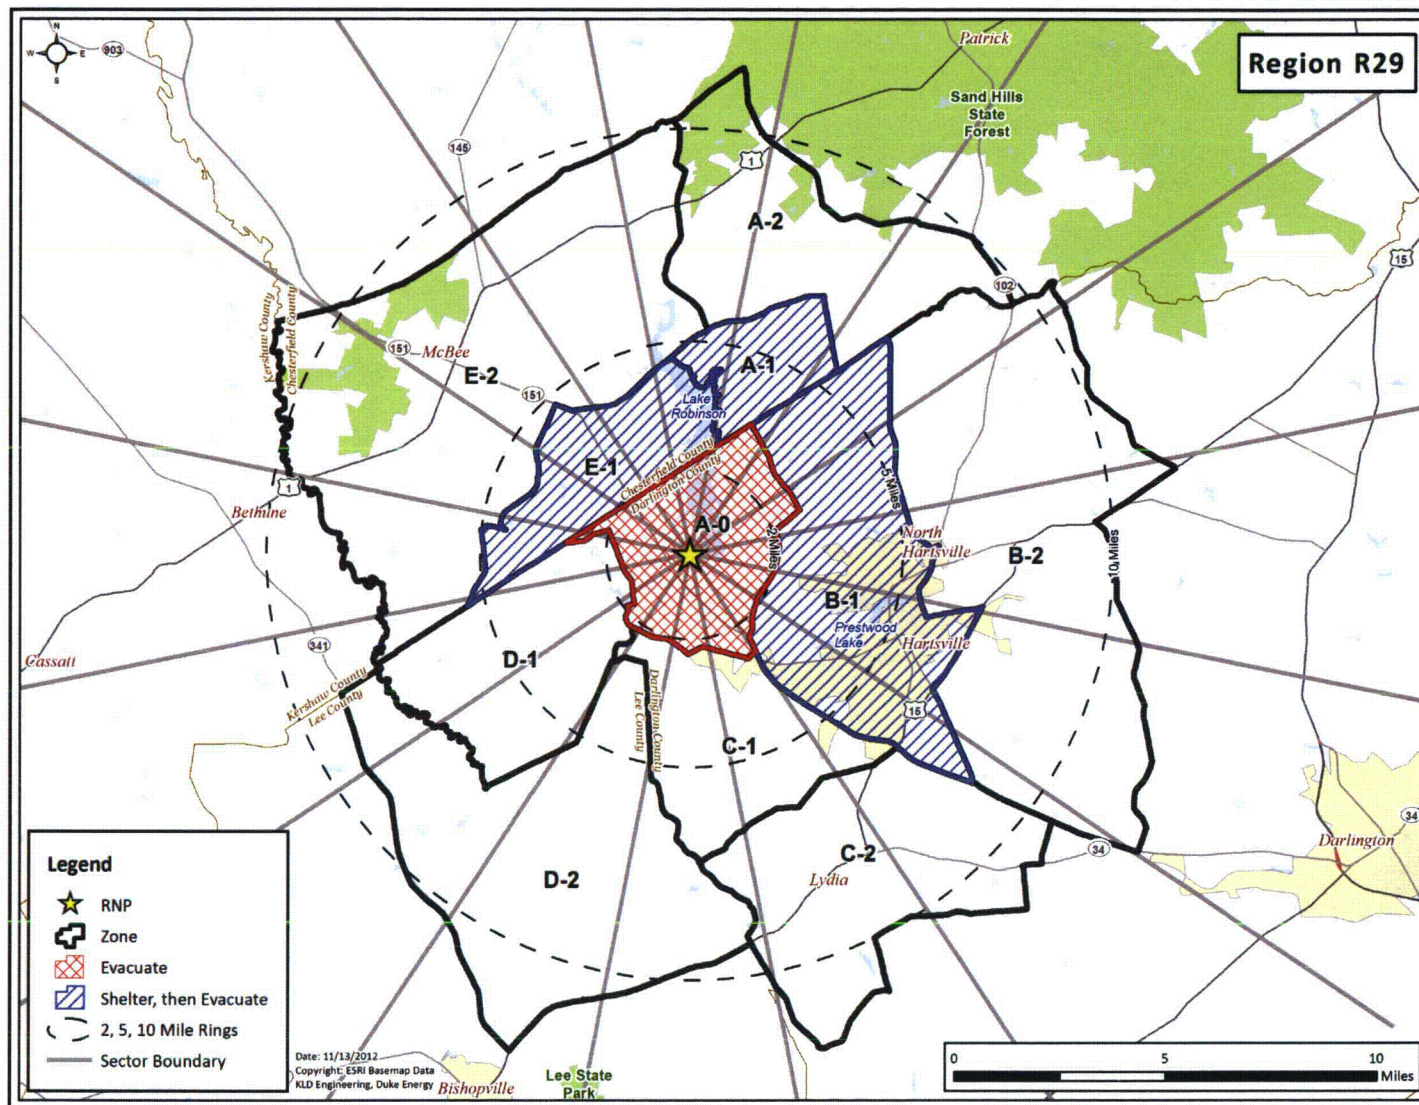 N
W
E
S
903
Patrick
Region R29
Sand Hills
State
Forest
145
1
A-2
15
102
Kershaw County
Chesterfield County
151
McBee
E-2
151
A-1
Lake
Robinson
E-1
Chesterfield County
Darlington County
5 Miles
1
Bethune
A-0
2 Miles
North
Hartsville
B-2
10 Miles
B-1
Prestwood
Lake
Hartsville
341
Cassatt
D-1
Kershaw County
Lee County
Darlington County
Lee County
15
C-1
34
Darlington
34
C-2
D-2
Lydia
Legend
RNP
Zone
Evacuate
Shelter, then Evacuate
2, 5, 10 Mile Rings
Sector Boundary
Date: 11/13/2012
Copyright: ESRI Basemap Data
KLD Engineering, Duke Energy
Bishopville
Lee State
Park
0
5
10
Miles